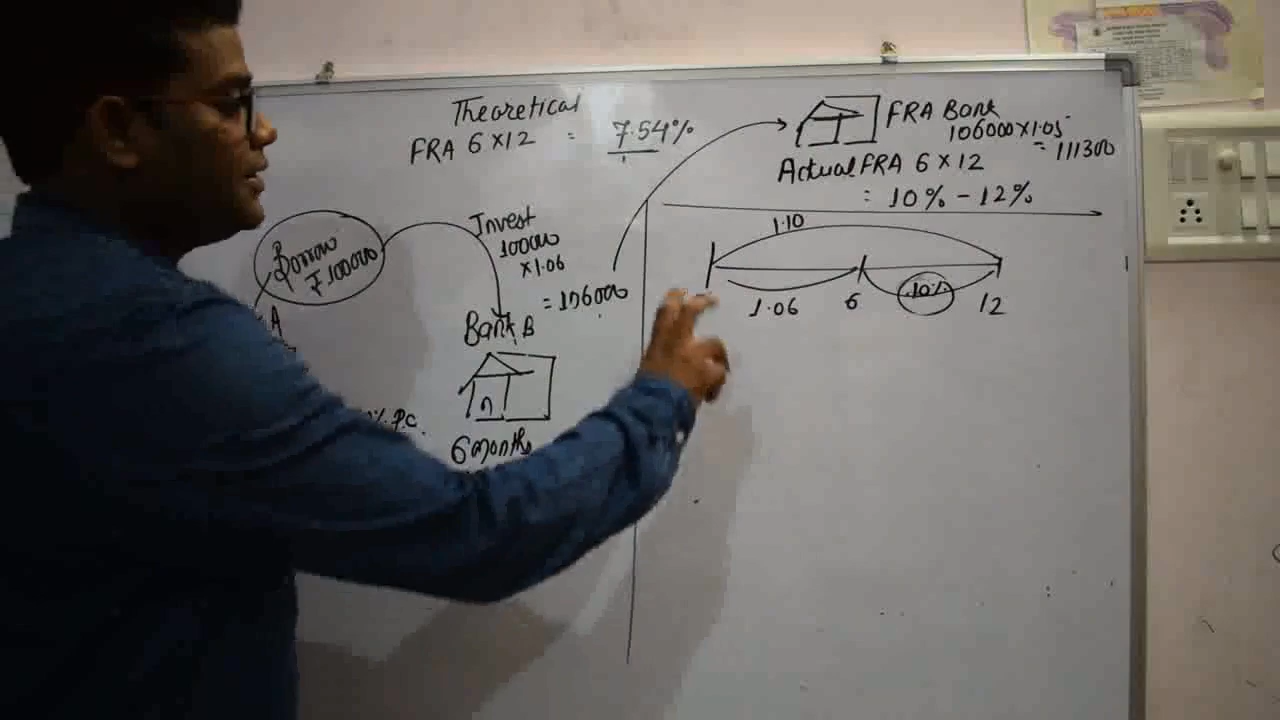 Theoretical
FRA 6 X 12 = 7.54%
FRA Bank
106000 X 1.05
= 111300
Actual FRA 6 X 12
= 10% - 12%
Borrow
₹ 100000
A
Invest
100000
X 1.06
= 106000
Bank B
6 months
% P.C.
1.10
1.06
6
10%
12